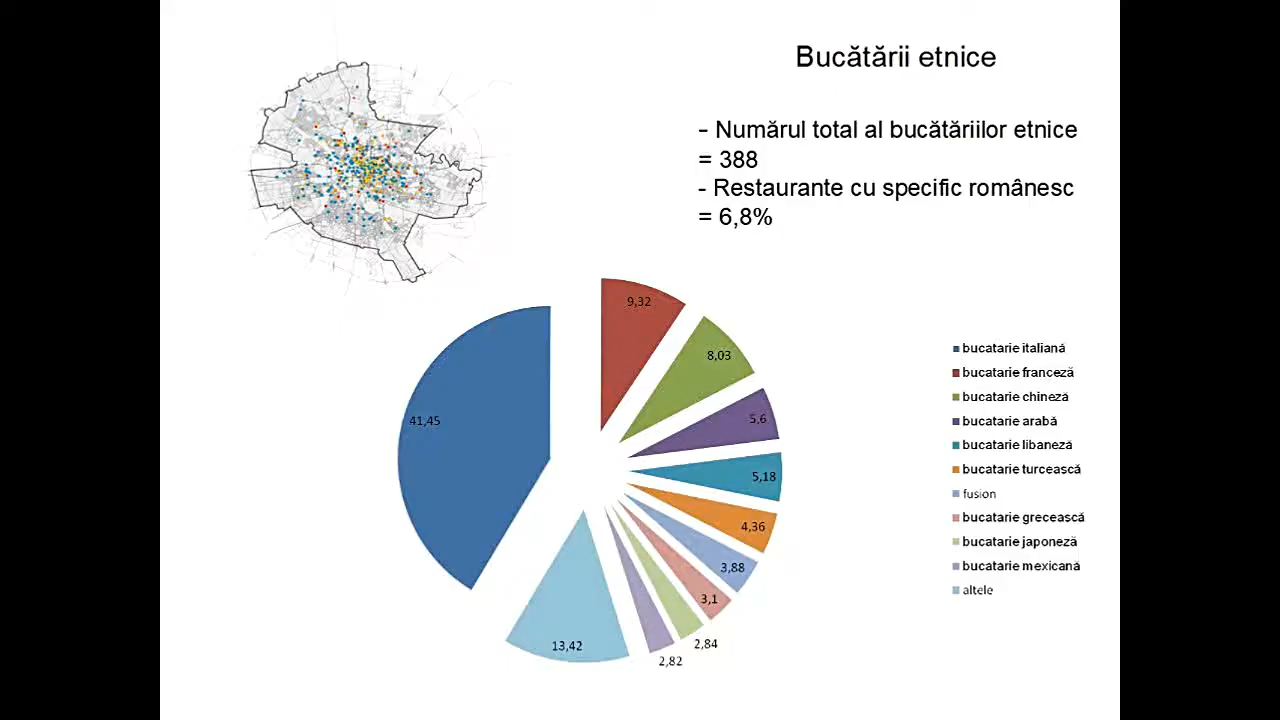 Bucătării etnice
- Numărul total al bucătăriilor etnice
= 388
- Restaurante cu specific românesc
= 6,8%
9,32
8,03
5,6
5,18
4,36
3,88
3,1
2,84
2,82
13,42
41,45
bucatarie italiană
bucatarie franceză
bucatarie chineză
bucatarie arabă
bucatarie libaneză
bucatarie turcească
fusion
bucatarie grecească
bucatarie japoneză
bucatarie mexicană
altele